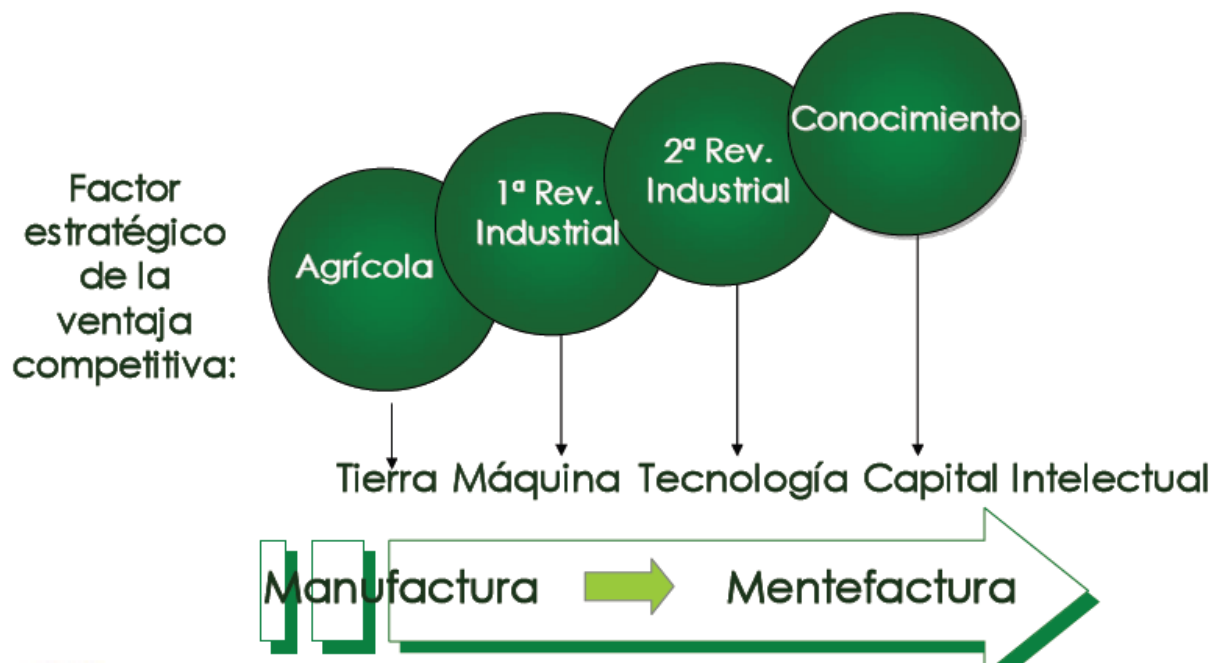 Factor
estratégico
de la
ventaja
competitiva:
Agrícola
1ª Rev.
Industrial
2ª Rev.
Industrial
Conocimiento
Tierra Máquina Tecnología Capital Intelectual
Manufactura Mentefactura